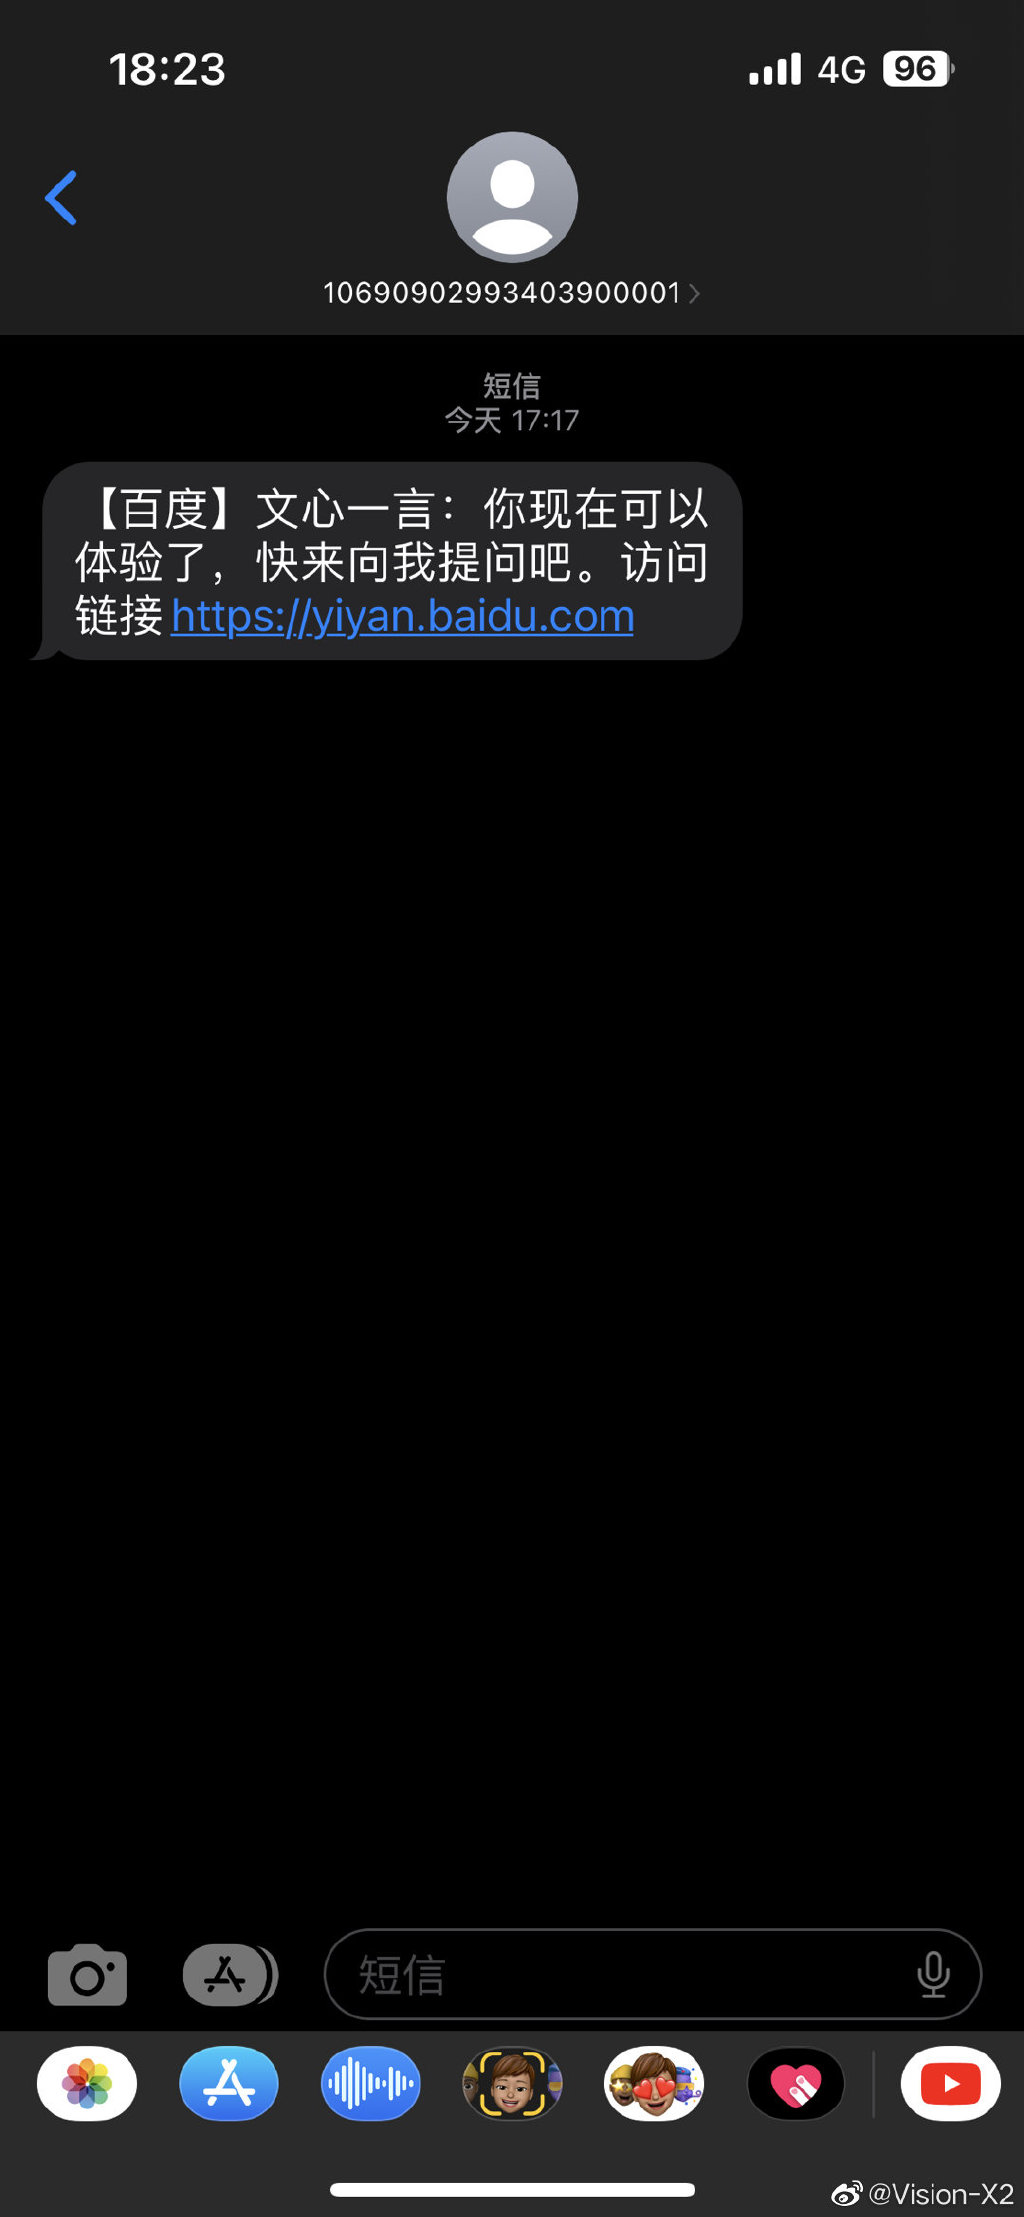 18:23
4G 96
10690902993403900001
短信
今天 17:17
【百度】文心一言：你现在可以
体验了，快来向我提问吧。访问
链接 https://yiyan.baidu.com
短信
@Vision-X2